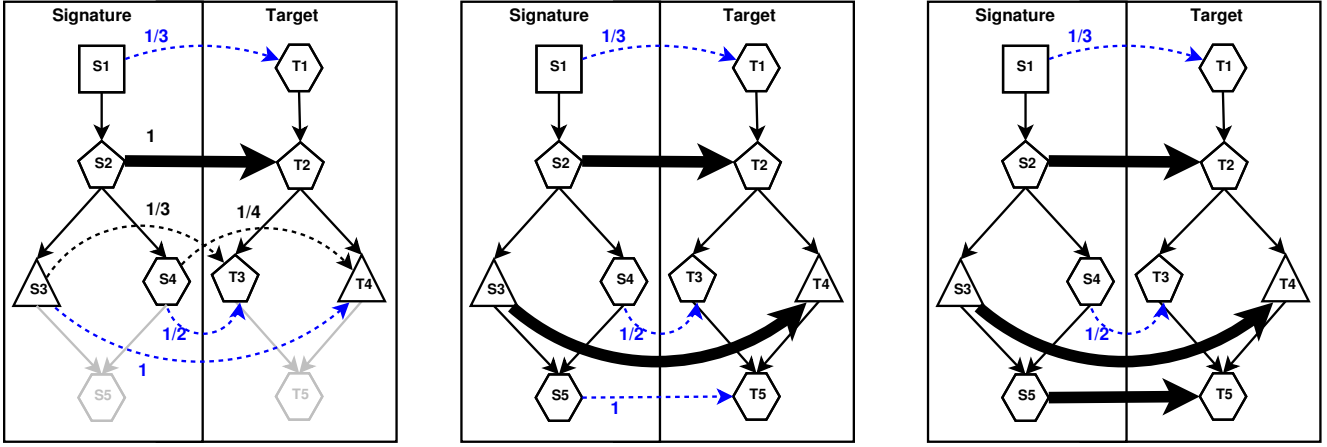 Signature Target
1/3
S1 T1
1
S2 T2
1/3 1/4
S3 S4 T3 T4
1/2
1
S5 T5
Signature Target
1/3
S1 T1
S2 T2
S3 S4 T3 T4
1/2
S5 T5
1
Signature Target
1/3
S1 T1
S2 T2
S3 S4 T3 T4
1/2
S5 T5